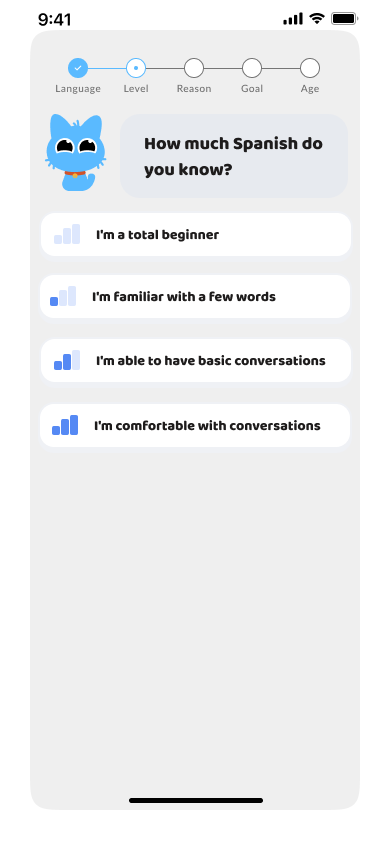 9:41
Language Level Reason Goal Age
How much Spanish do
you know?
I'm a total beginner
I'm familiar with a few words
I'm able to have basic conversations
I'm comfortable with conversations